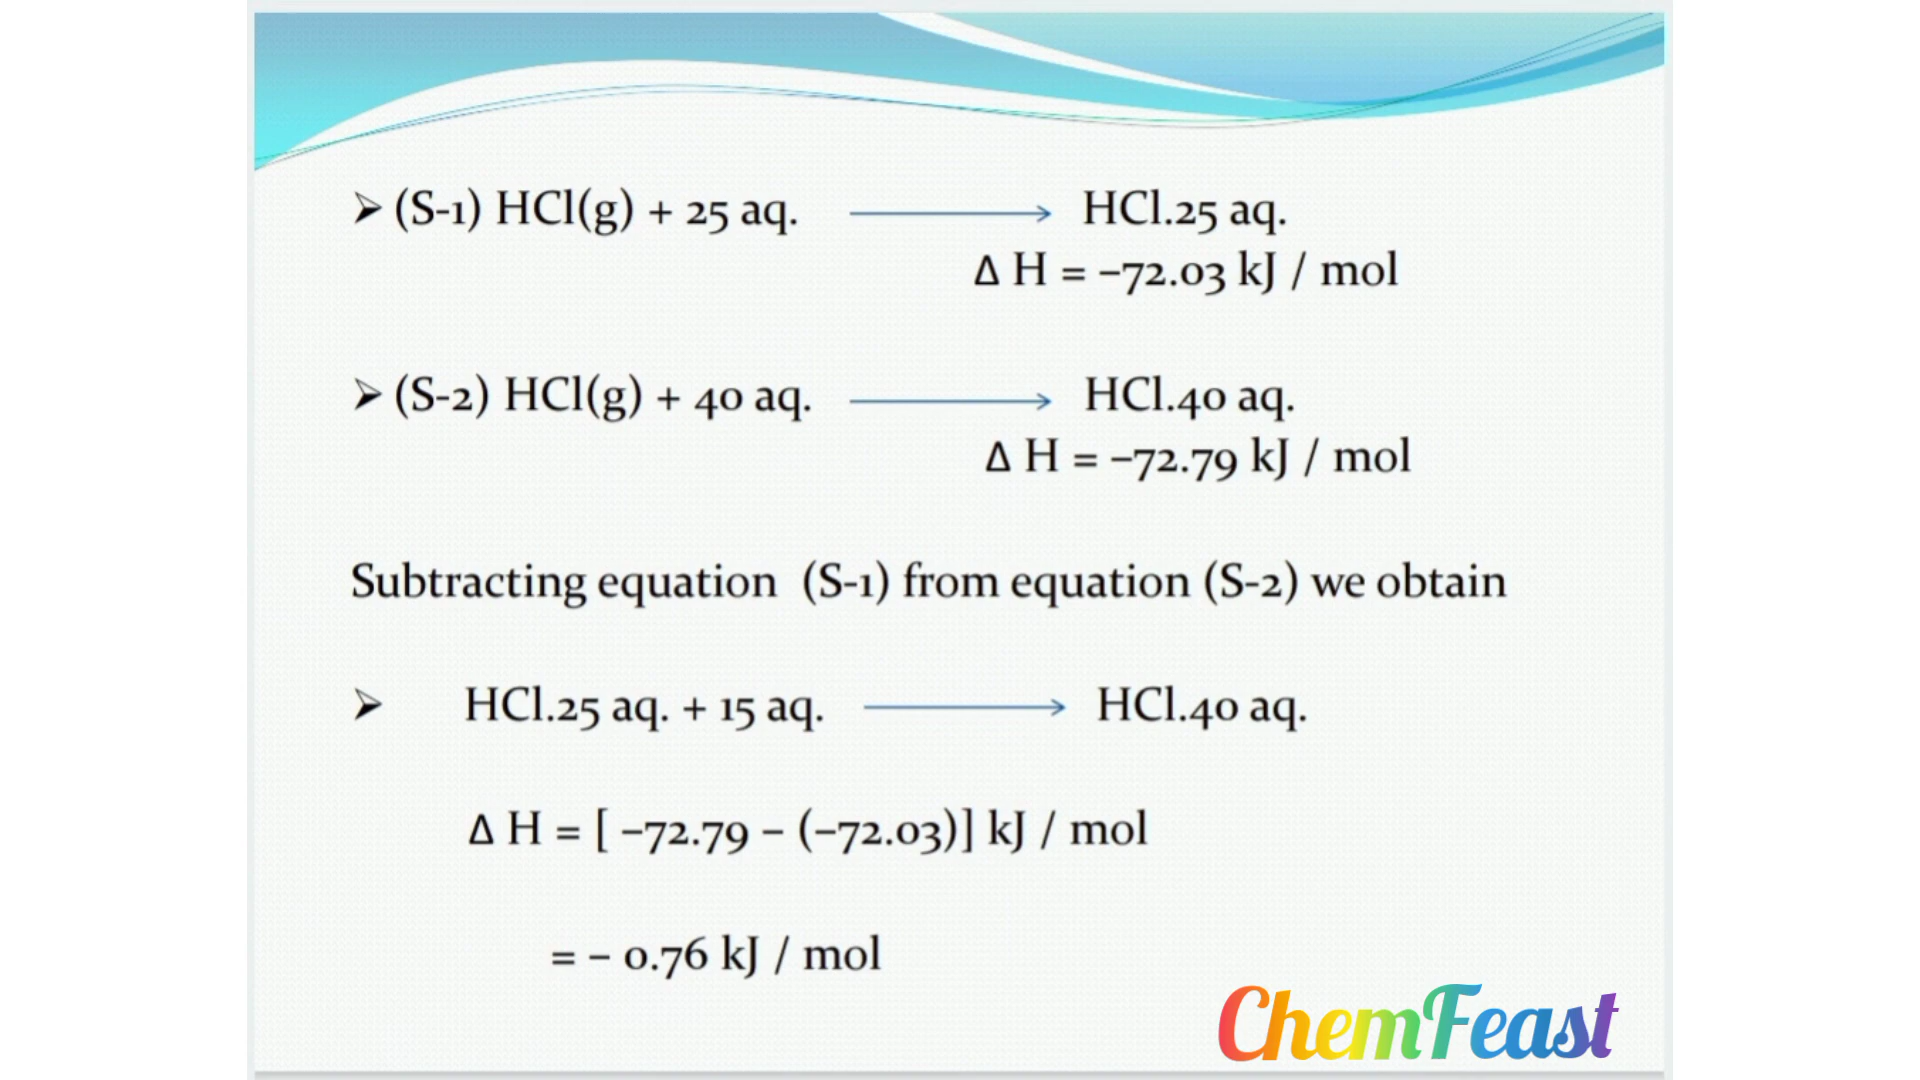 ➢ (S-1) HCl(g) + 25 aq. ⟶ HCl.25 aq.
Δ H = –72.03 kJ / mol
➢ (S-2) HCl(g) + 40 aq. ⟶ HCl.40 aq.
Δ H = –72.79 kJ / mol
Subtracting equation (S-1) from equation (S-2) we obtain
➢ HCl.25 aq. + 15 aq. ⟶ HCl.40 aq.
Δ H = [ –72.79 – (–72.03)] kJ / mol
= – 0.76 kJ / mol
ChemFeast